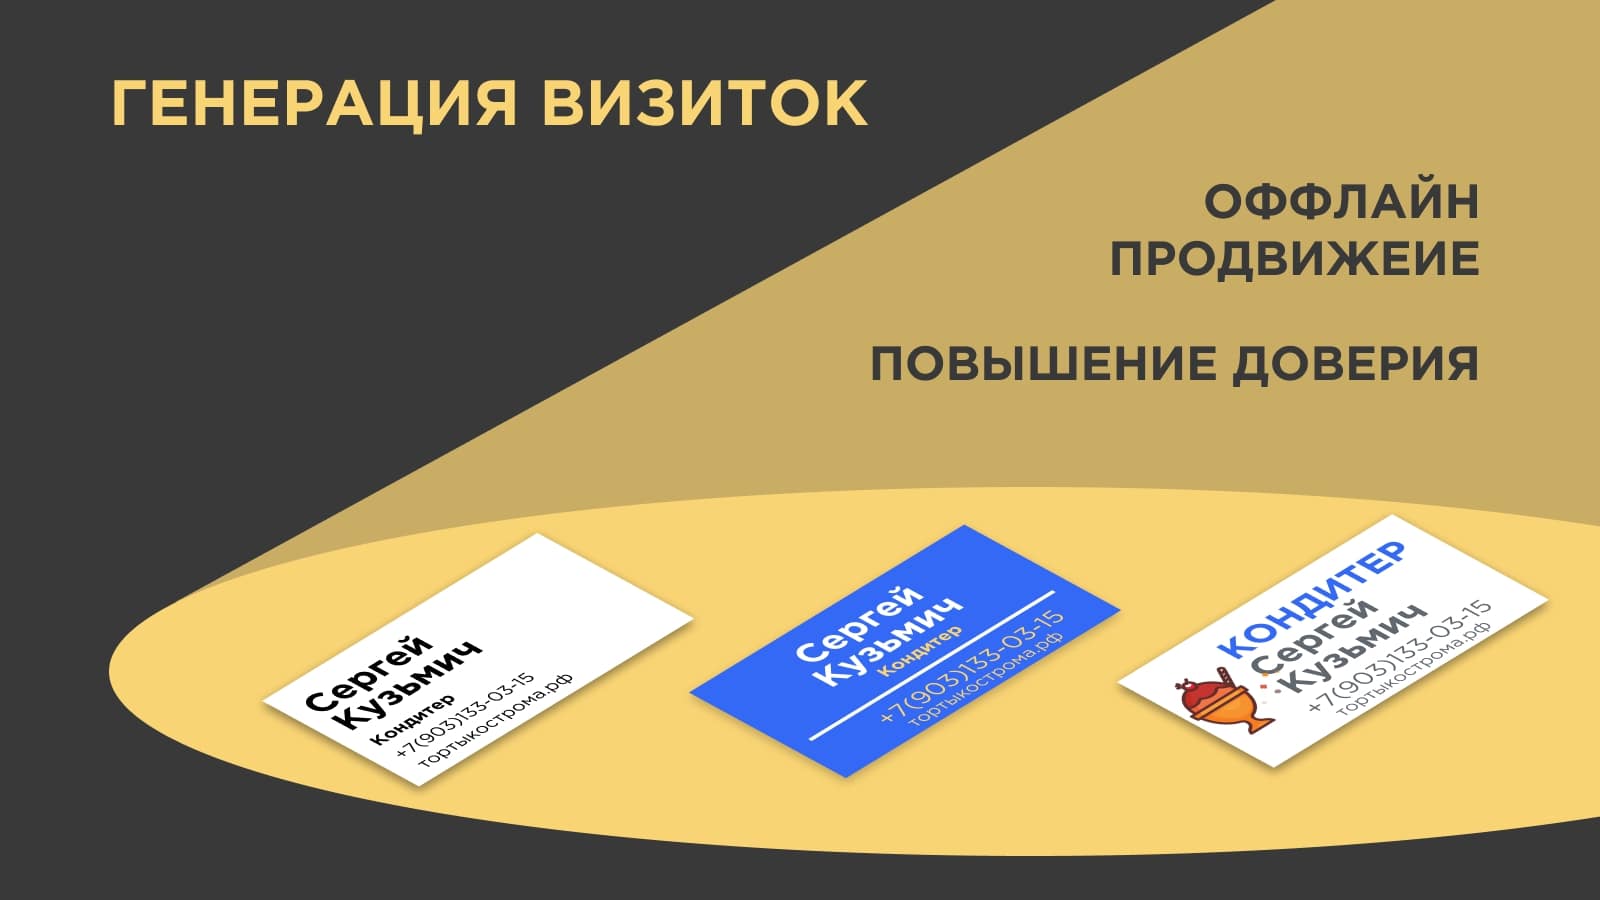 ГЕНЕРАЦИЯ ВИЗИТОК
ОФФЛАЙН
ПРОДВИЖЕИЕ
ПОВЫШЕНИЕ ДОВЕРИЯ
Сергей
Кузьмич
Кондитер
+7(903)133-03-15
тортыкострома.рф
Сергей
Кузьмич
Кондитер
+7(903)133-03-15
тортыкострома.рф
КОНДИТЕР
Сергей
Кузьмич
+7(903)133-03-15
тортыкострома.рф